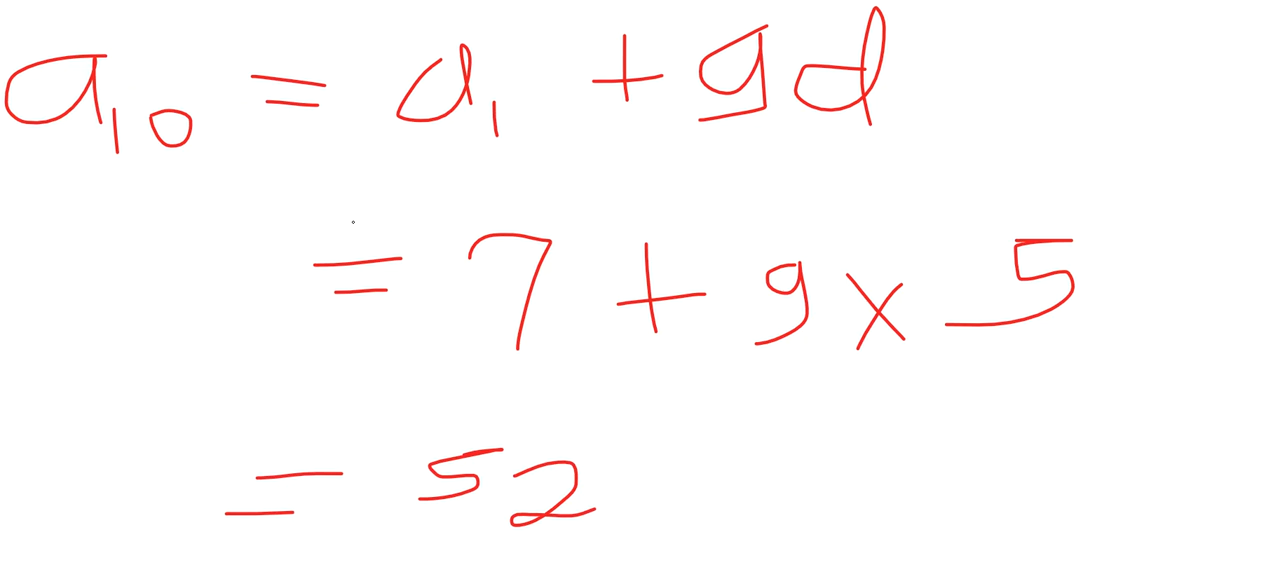 a₁₀ = a₁ + 9d
= 7 + 9 × 5
= 52